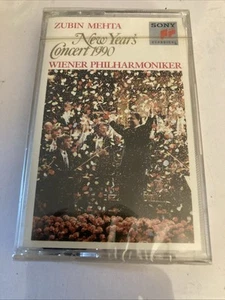 ZUBIN MEHTA
SONY
New Year's
Concert 1990
CLASSICAL
WIENER PHILHARMONIKER